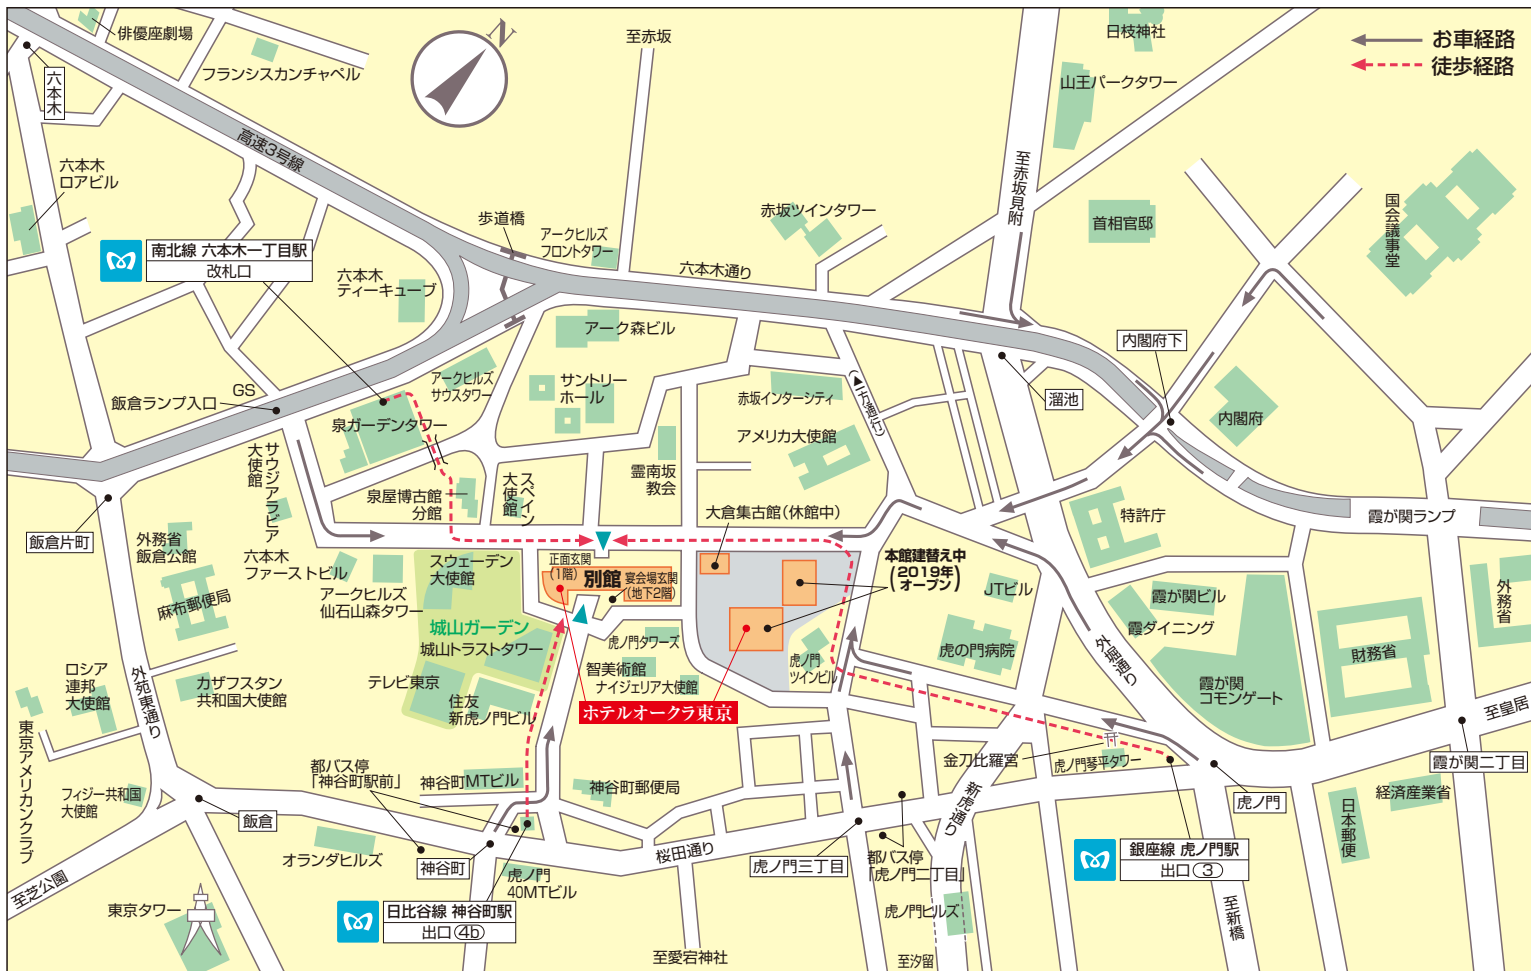 俳優座劇場
六本木
フランシスカンチャペル
N
至赤坂
日枝神社
お車経路
徒歩経路
山王パークタワー
高速3号線
六本木
ロアビル
至赤坂見附
首相官邸
国会議事堂
歩道橋
アークヒルズ
フロントタワー
赤坂ツインタワー
南北線 六本木一丁目駅
改札口
六本木
ティーキューブ
六本木通り
アーク森ビル
内閣府下
アークヒルズ
サウスタワー
サントリー
ホール
赤坂インターシティ
溜池
内閣府
GS
飯倉ランプ入口
泉ガーデンタワー
アメリカ大使館
サウジアラビア
大使館
泉屋博古館
分館
スペイン
大使館
霊南坂
教会
大倉集古館(休館中)
特許庁
霞が関ランプ
飯倉片町
外務省
飯倉公館
六本木
ファーストビル
スウェーデン
大使館
正面玄関
(1階)
別館
宴会場玄関
(地下2階)
本館建替え中
(2019年
オープン)
JTビル
霞が関ビル
外務省
麻布郵便局
アークヒルズ
仙石山森タワー
城山ガーデン
城山トラストタワー
虎ノ門タワーズ
虎ノ門
ツインビル
虎の門病院
霞ダイニング
外堀通り
財務省
ロシア
連邦
大使館
外苑東通り
カザフスタン
共和国大使館
テレビ東京
住友
新虎ノ門ビル
智美術館
ナイジェリア大使館
ホテルオークラ東京
霞が関
コモンゲート
至皇居
東京アメリカンクラブ
都バス停
「神谷町駅前」
神谷町MTビル
神谷町郵便局
金刀比羅宮
虎ノ門琴平タワー
霞が関二丁目
フィジー共和国
大使館
飯倉
新虎通り
虎ノ門
経済産業省
日本郵便
オランダヒルズ
神谷町
桜田通り
虎ノ門三丁目
都バス停
「虎ノ門二丁目」
銀座線 虎ノ門駅
出口 3
至芝公園
虎ノ門
40MTビル
東京タワー
日比谷線 神谷町駅
出口 4b
虎ノ門ヒルズ
至新橋
至愛宕神社
至汐留